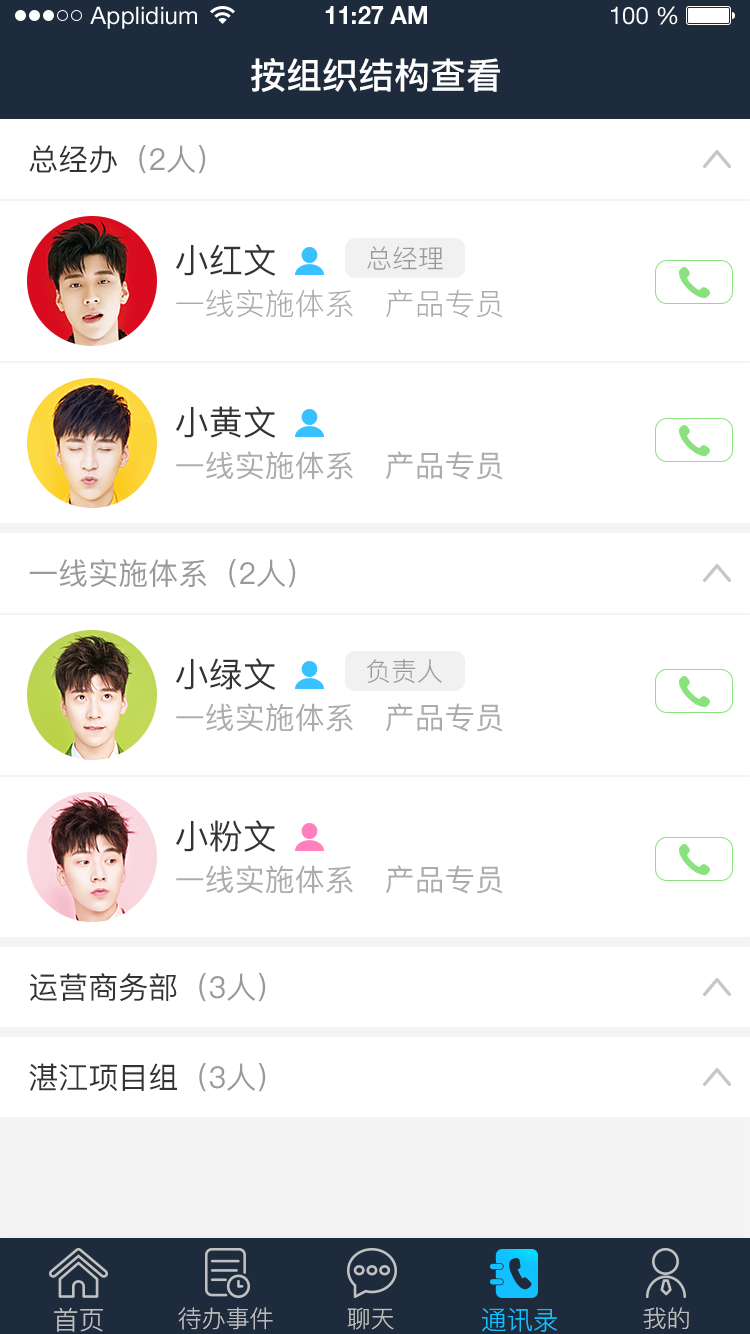 Applidium 11:27 AM 100 %
按组织结构查看
总经办（2人）
小红文 总经理
一线实施体系 产品专员
小黄文
一线实施体系 产品专员
一线实施体系（2人）
小绿文 负责人
一线实施体系 产品专员
小粉文
一线实施体系 产品专员
运营商务部（3人）
湛江项目组（3人）
首页 待办事件 聊天 通讯录 我的